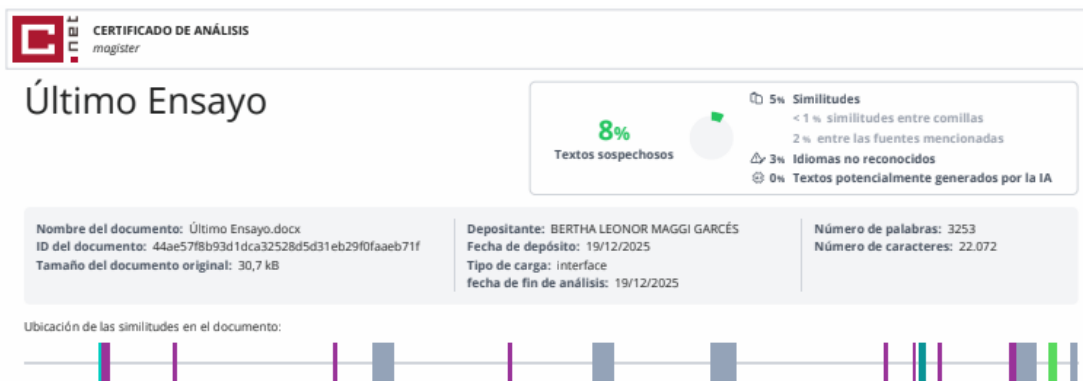 C
.net
CERTIFICADO DE ANÁLISIS
magister
Último Ensayo
8%
Textos sospechosos
5% Similitudes
< 1 % similitudes entre comillas
2 % entre las fuentes mencionadas
3% Idiomas no reconocidos
0% Textos potencialmente generados por la IA
Nombre del documento: Último Ensayo.docx
ID del documento: 44ae57f8b93d1dca32528d5d31eb29f0faaeb71f
Tamaño del documento original: 30,7 kB
Depositante: BERTHA LEONOR MAGGI GARCÉS
Fecha de depósito: 19/12/2025
Tipo de carga: interface
fecha de fin de análisis: 19/12/2025
Número de palabras: 3253
Número de caracteres: 22.072
Ubicación de las similitudes en el documento: